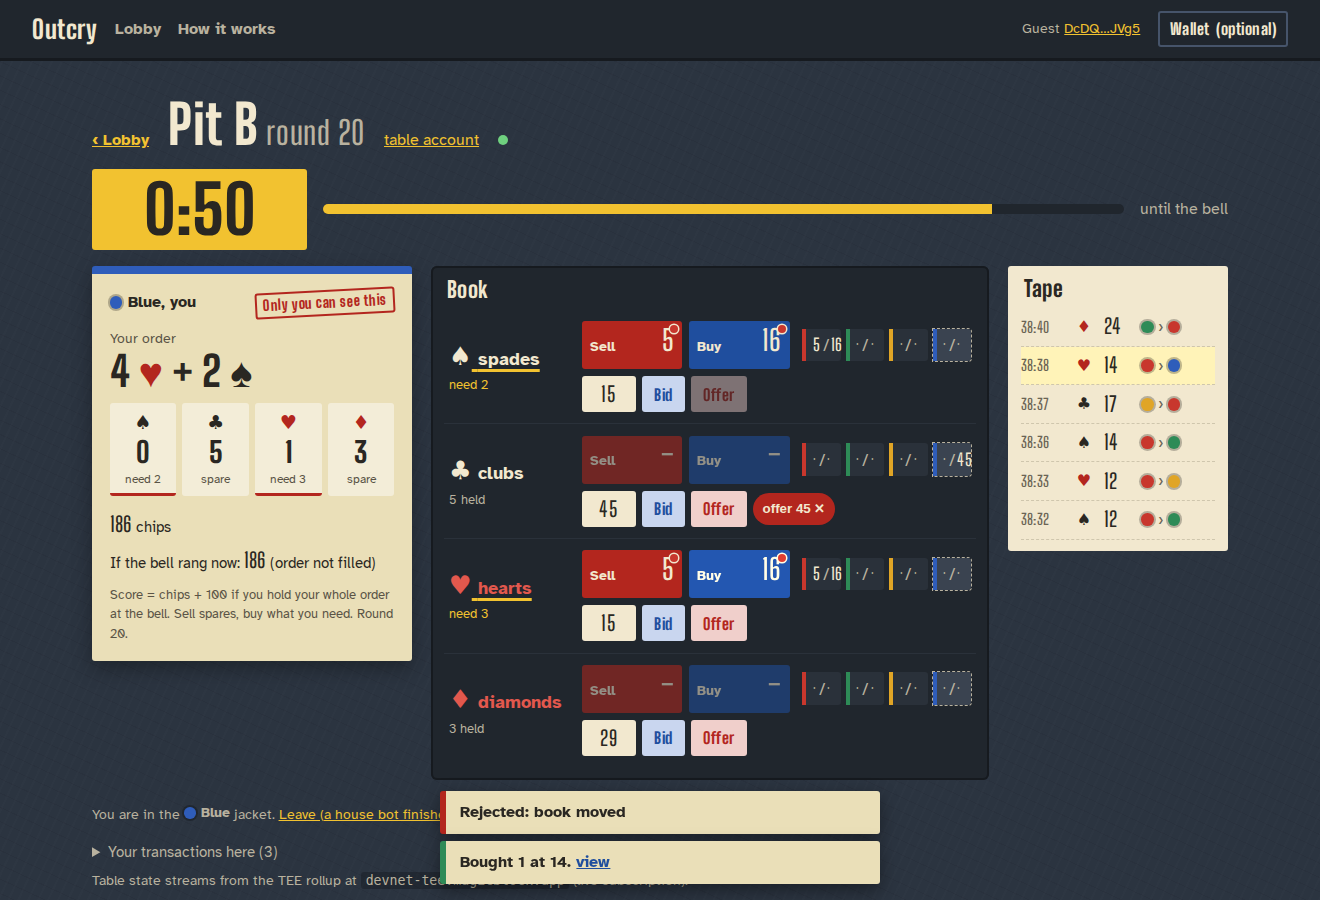 Outcry Lobby How it works Guest DcDQ...JVg5 Wallet (optional)
‹ Lobby Pit B round 20 table account
0:50 until the bell
Blue, you Only you can see this
Your order
4 ♥ + 2 ♠
♠ ♣ ♥ ♦
0 5 1 3
need 2 spare need 3 spare
186 chips
If the bell rang now: 186 (order not filled)
Score = chips + 100 if you hold your whole order
at the bell. Sell spares, buy what you need. Round
20.
Book
♠ spades Sell 5 Buy 16 5/16 ·/· ·/· ·/·
need 2 15 Bid Offer
♣ clubs Sell – Buy – ·/· ·/· ·/· ·/45
5 held 45 Bid Offer offer 45 ✕
♥ hearts Sell 5 Buy 16 5/16 ·/· ·/· ·/·
need 3 15 Bid Offer
♦ diamonds Sell – Buy – ·/· ·/· ·/· ·/·
3 held 29 Bid Offer
Tape
38:40 ♦ 24 ›
38:38 ♥ 14 ›
38:37 ♣ 17 ›
38:36 ♠ 14 ›
38:33 ♥ 12 ›
38:32 ♠ 12 ›
You are in the Blue jacket. Leave (a house bot
Rejected: book moved
▶ Your transactions here (3)
Bought 1 at 14. view
Table state streams from the TEE rollup at